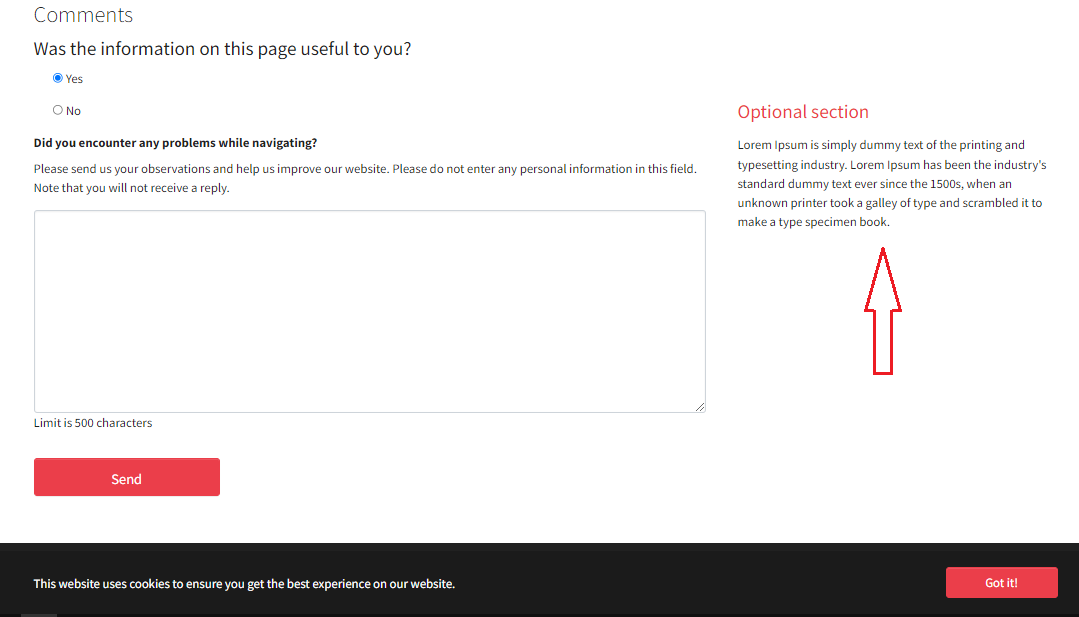 Comments
Was the information on this page useful to you?
Yes
No
Did you encounter any problems while navigating?
Please send us your observations and help us improve our website. Please do not enter any personal information in this field.
Note that you will not receive a reply.
Limit is 500 characters
Send
Optional section
Lorem Ipsum is simply dummy text of the printing and
typesetting industry. Lorem Ipsum has been the industry's
standard dummy text ever since the 1500s, when an
unknown printer took a galley of type and scrambled it to
make a type specimen book.
This website uses cookies to ensure you get the best experience on our website.
Got it!